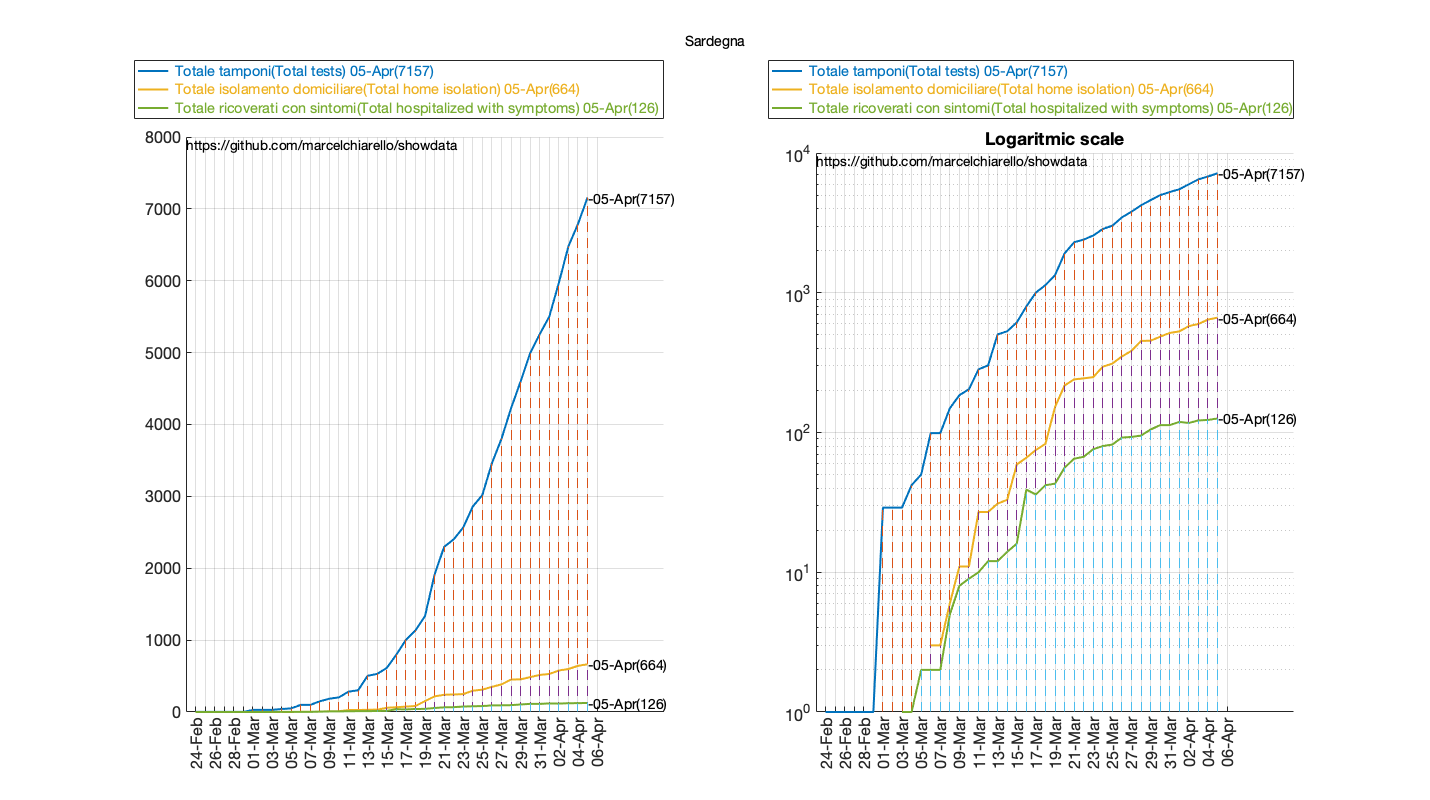 Sardegna
Totale tamponi(Total tests) 05-Apr(7157)
Totale isolamento domiciliare(Total home isolation) 05-Apr(664)
Totale ricoverati con sintomi(Total hospitalized with symptoms) 05-Apr(126)
https://github.com/marcelchiarello/showdata
8000
7000
6000
5000
4000
3000
2000
1000
0
-05-Apr(7157)
-05-Apr(664)
-05-Apr(126)
24-Feb
26-Feb
28-Feb
01-Mar
03-Mar
05-Mar
07-Mar
09-Mar
11-Mar
13-Mar
15-Mar
17-Mar
19-Mar
21-Mar
23-Mar
25-Mar
27-Mar
29-Mar
31-Mar
02-Apr
04-Apr
06-Apr
Totale tamponi(Total tests) 05-Apr(7157)
Totale isolamento domiciliare(Total home isolation) 05-Apr(664)
Totale ricoverati con sintomi(Total hospitalized with symptoms) 05-Apr(126)
Logaritmic scale
https://github.com/marcelchiarello/showdata
10^4
10^3
10^2
10^1
10^0
-05-Apr(7157)
-05-Apr(664)
-05-Apr(126)
24-Feb
26-Feb
28-Feb
01-Mar
03-Mar
05-Mar
07-Mar
09-Mar
11-Mar
13-Mar
15-Mar
17-Mar
19-Mar
21-Mar
23-Mar
25-Mar
27-Mar
29-Mar
31-Mar
02-Apr
04-Apr
06-Apr